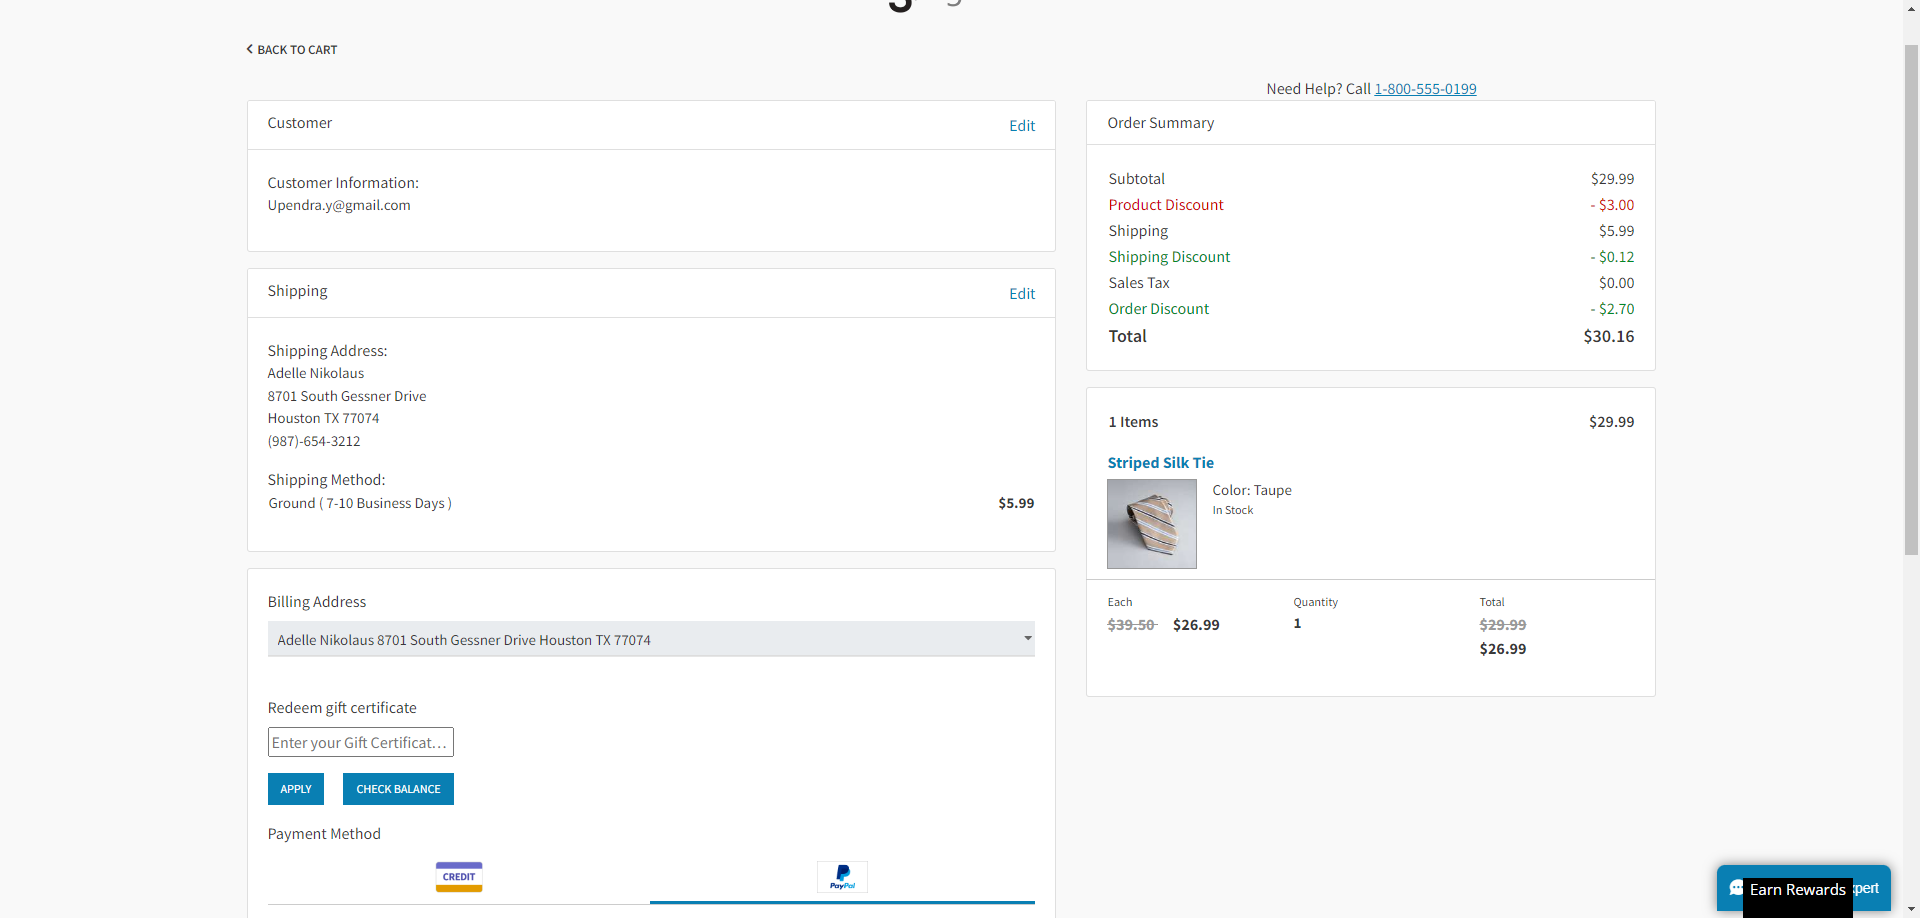 BACK TO CART
Need Help? Call 1-800-555-0199
Customer
Edit
Customer Information:
Upendra.y@gmail.com
Shipping
Edit
Shipping Address:
Adelle Nikolaus
8701 South Gessner Drive
Houston TX 77074
(987)-654-3212
Shipping Method:
Ground ( 7-10 Business Days ) $5.99
Billing Address
Adelle Nikolaus 8701 South Gessner Drive Houston TX 77074
Redeem gift certificate
Enter your Gift Certificat...
APPLY CHECK BALANCE
Payment Method
CREDIT PayPal
Order Summary
Subtotal $29.99
Product Discount - $3.00
Shipping $5.99
Shipping Discount - $0.12
Sales Tax $0.00
Order Discount - $2.70
Total $30.16
1 Items $29.99
Striped Silk Tie
Color: Taupe
In Stock
Each Quantity Total
$39.50 $26.99 1 $29.99
$26.99
Earn Rewards